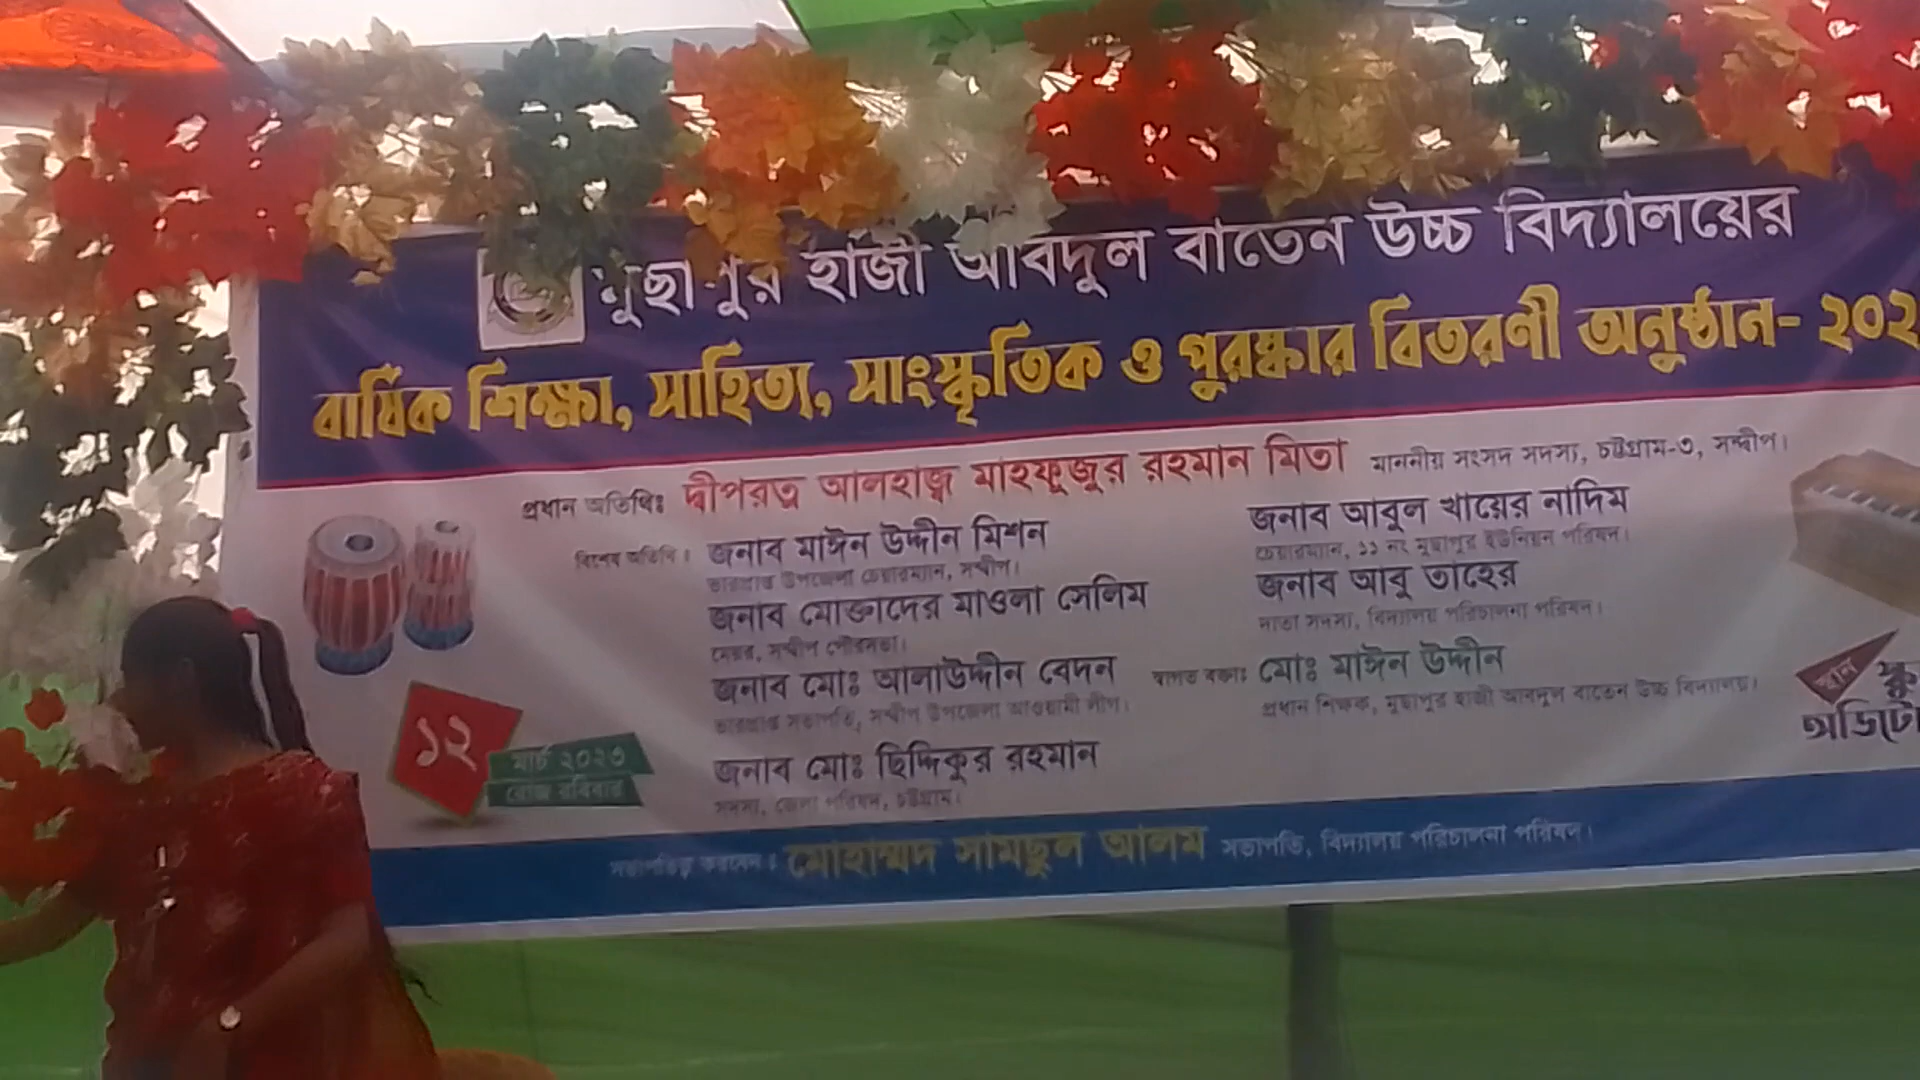 মুছাপুর হাজী আবদুল বাতেন উচ্চ বিদ্যালয়ের
বার্ষিক শিক্ষা, সাহিত্য, সাংস্কৃতিক ও পুরস্কার বিতরণী অনুষ্ঠান- ২০২
প্রধান অতিথিঃ দ্বীপরত্ন আলহাজ্ব মাহফুজুর রহমান মিতা মাননীয় সংসদ সদস্য, চট্টগ্রাম-৩, সন্দ্বীপ।
বিশেষ অতিথি : জনাব মাঈন উদ্দীন মিশন
ভারপ্রাপ্ত উপজেলা চেয়ারম্যান, সন্দ্বীপ।
জনাব মোক্তাদের মাওলা সেলিম
মেয়র, সন্দ্বীপ পৌরসভা।
জনাব মোঃ আলাউদ্দীন বেদন
ভারপ্রাপ্ত সভাপতি, সন্দ্বীপ উপজেলা আওয়ামী লীগ।
জনাব মোঃ ছিদ্দিকুর রহমান
সদস্য, জেলা পরিষদ, চট্টগ্রাম।
জনাব আবুল খায়ের নাদিম
চেয়ারম্যান, ১১ নং মুছাপুর ইউনিয়ন পরিষদ।
জনাব আবু তাহের
দাতা সদস্য, বিদ্যালয় পরিচালনা পরিষদ।
স্বাগত বক্তাঃ মোঃ মাঈন উদ্দীন
প্রধান শিক্ষক, মুছাপুর হাজী আবদুল বাতেন উচ্চ বিদ্যালয়।
১২
মার্চ ২০২৩
রোজ রবিবার
স্থান
স্কু
অডিটো
সভাপতিত্ব করবেন : মোহাম্মদ সামছুল আলম সভাপতি, বিদ্যালয় পরিচালনা পরিষদ।